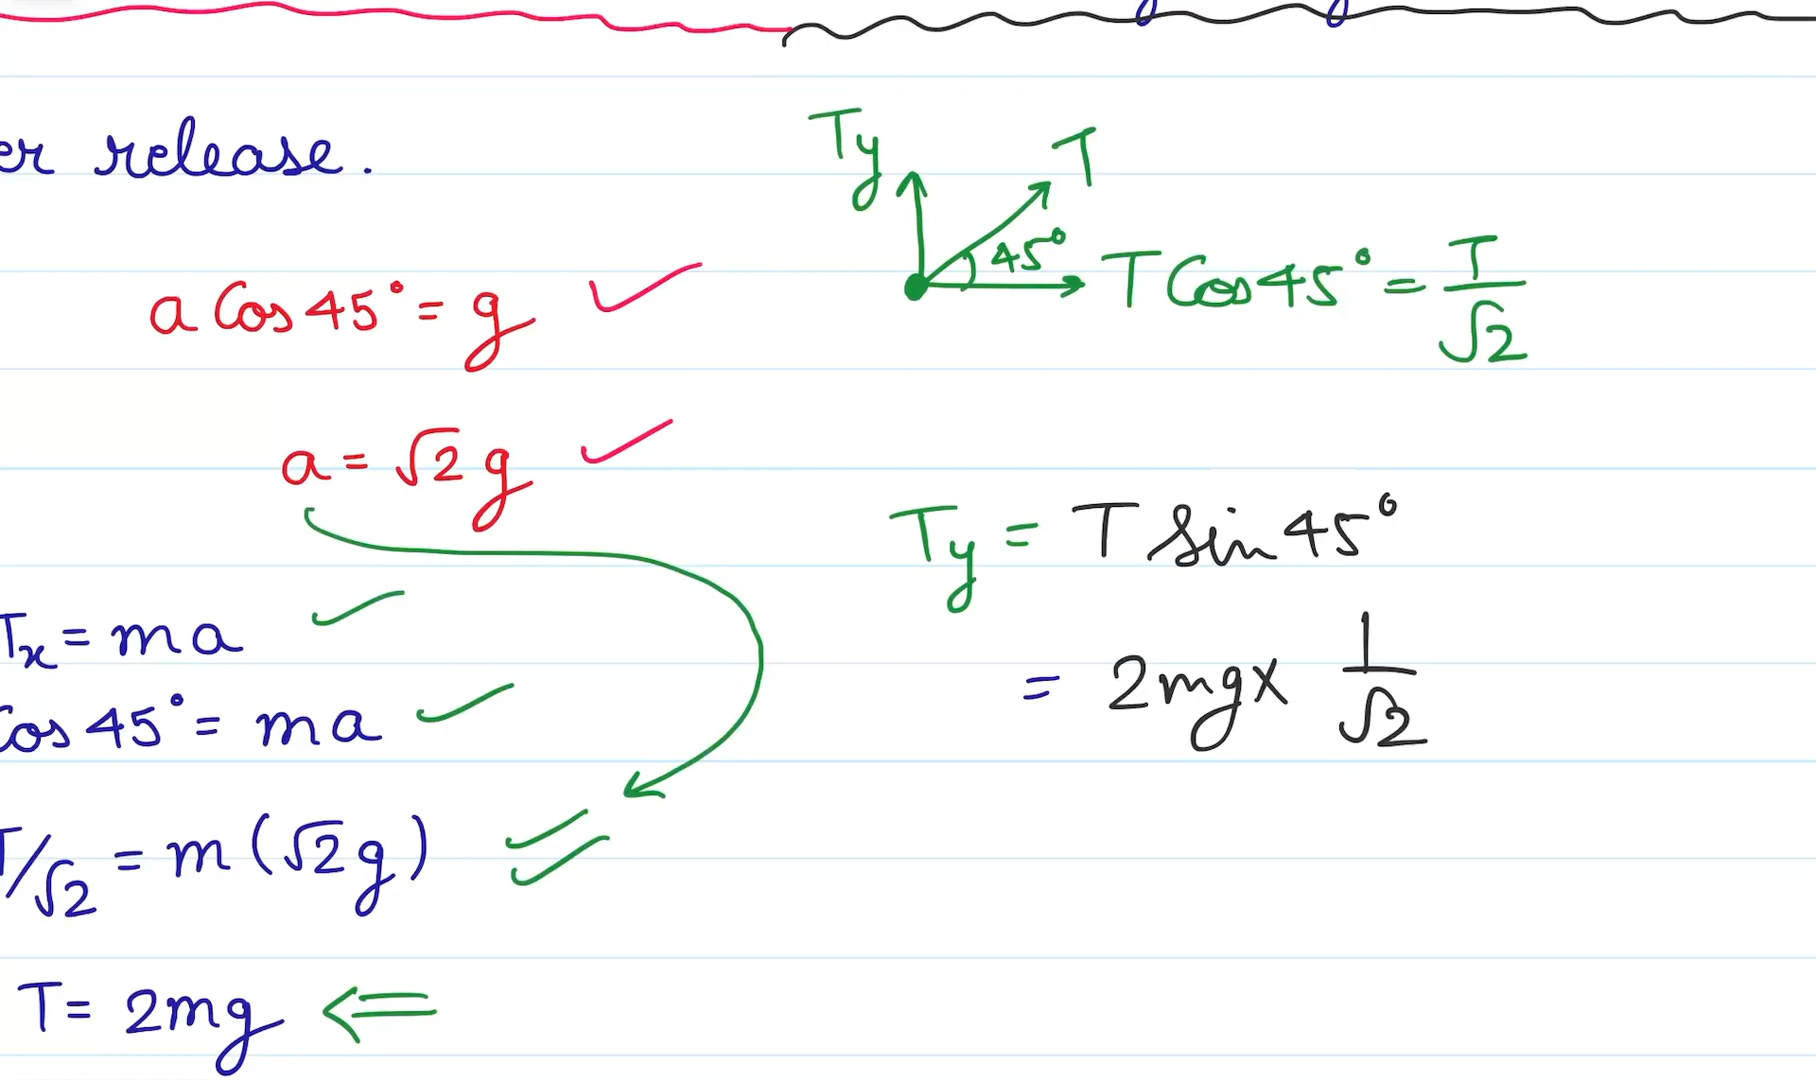 er release.
a Cos 45° = g
a = √2 g
Tx = ma
Cos 45° = ma
T/√2 = m (√2 g)
T = 2mg
Ty
T
45°
T Cos 45° = T/√2
Ty = T sin 45°
= 2mg x 1/√2